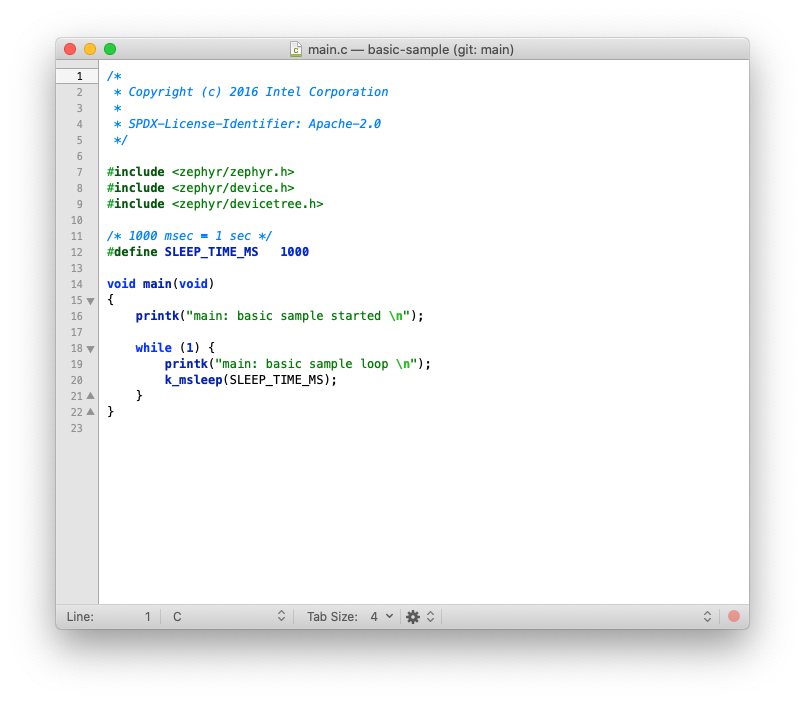 main.c — basic-sample (git: main)
1 /*
2 * Copyright (c) 2016 Intel Corporation
3 *
4 * SPDX-License-Identifier: Apache-2.0
5 */
6
7 #include <zephyr/zephyr.h>
8 #include <zephyr/device.h>
9 #include <zephyr/devicetree.h>
10
11 /* 1000 msec = 1 sec */
12 #define SLEEP_TIME_MS   1000
13
14 void main(void)
15 {
16     printk("main: basic sample started \n");
17
18     while (1) {
19         printk("main: basic sample loop \n");
20         k_msleep(SLEEP_TIME_MS);
21     }
22 }
23
Line: 1 C Tab Size: 4